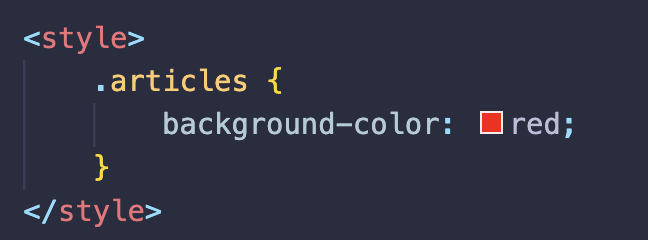 <style>
.articles {
background-color: red;
}
</style>